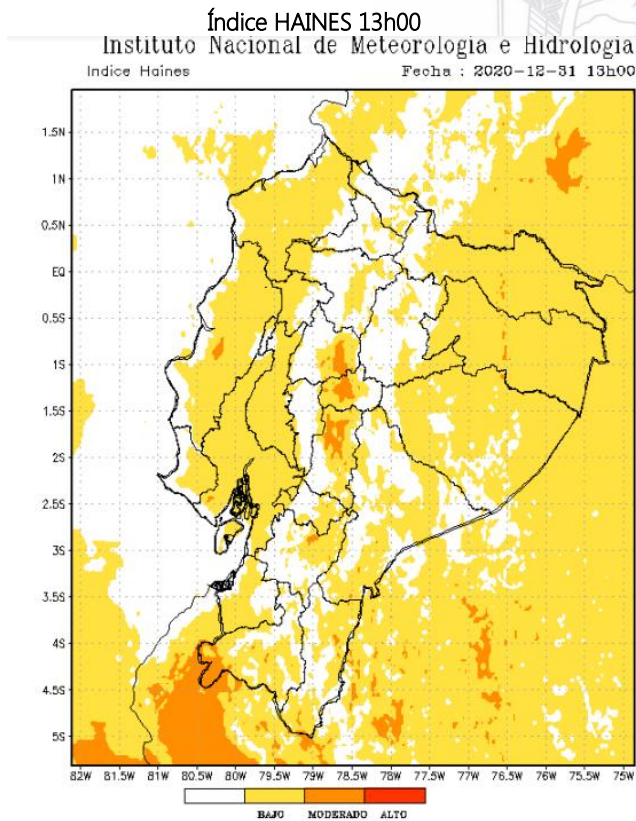 Índice HAINES 13h00
Instituto Nacional de Meteorologia e Hidrologia
Indice Haines Fecha : 2020-12-31 13h00
1.5N
1N
0.5N
EQ
0.5S
1S
1.5S
2S
2.5S
3S
3.5S
4S
4.5S
5S
82W 81.5W 81W 80.5W 80W 79.5W 79W 78.5W 78W 77.5W 77W 76.5W 76W 75.5W 75W
BAJO MODERADO ALTO